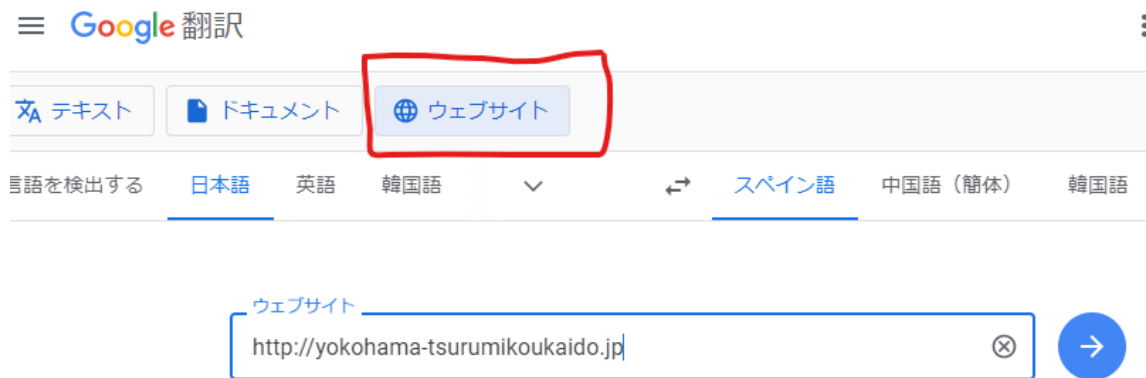 Google 翻訳
テキスト ドキュメント ウェブサイト
言語を検出する 日本語 英語 韓国語 スペイン語 中国語（簡体） 韓国語
ウェブサイト
http://yokohama-tsurumikoukaido.jp